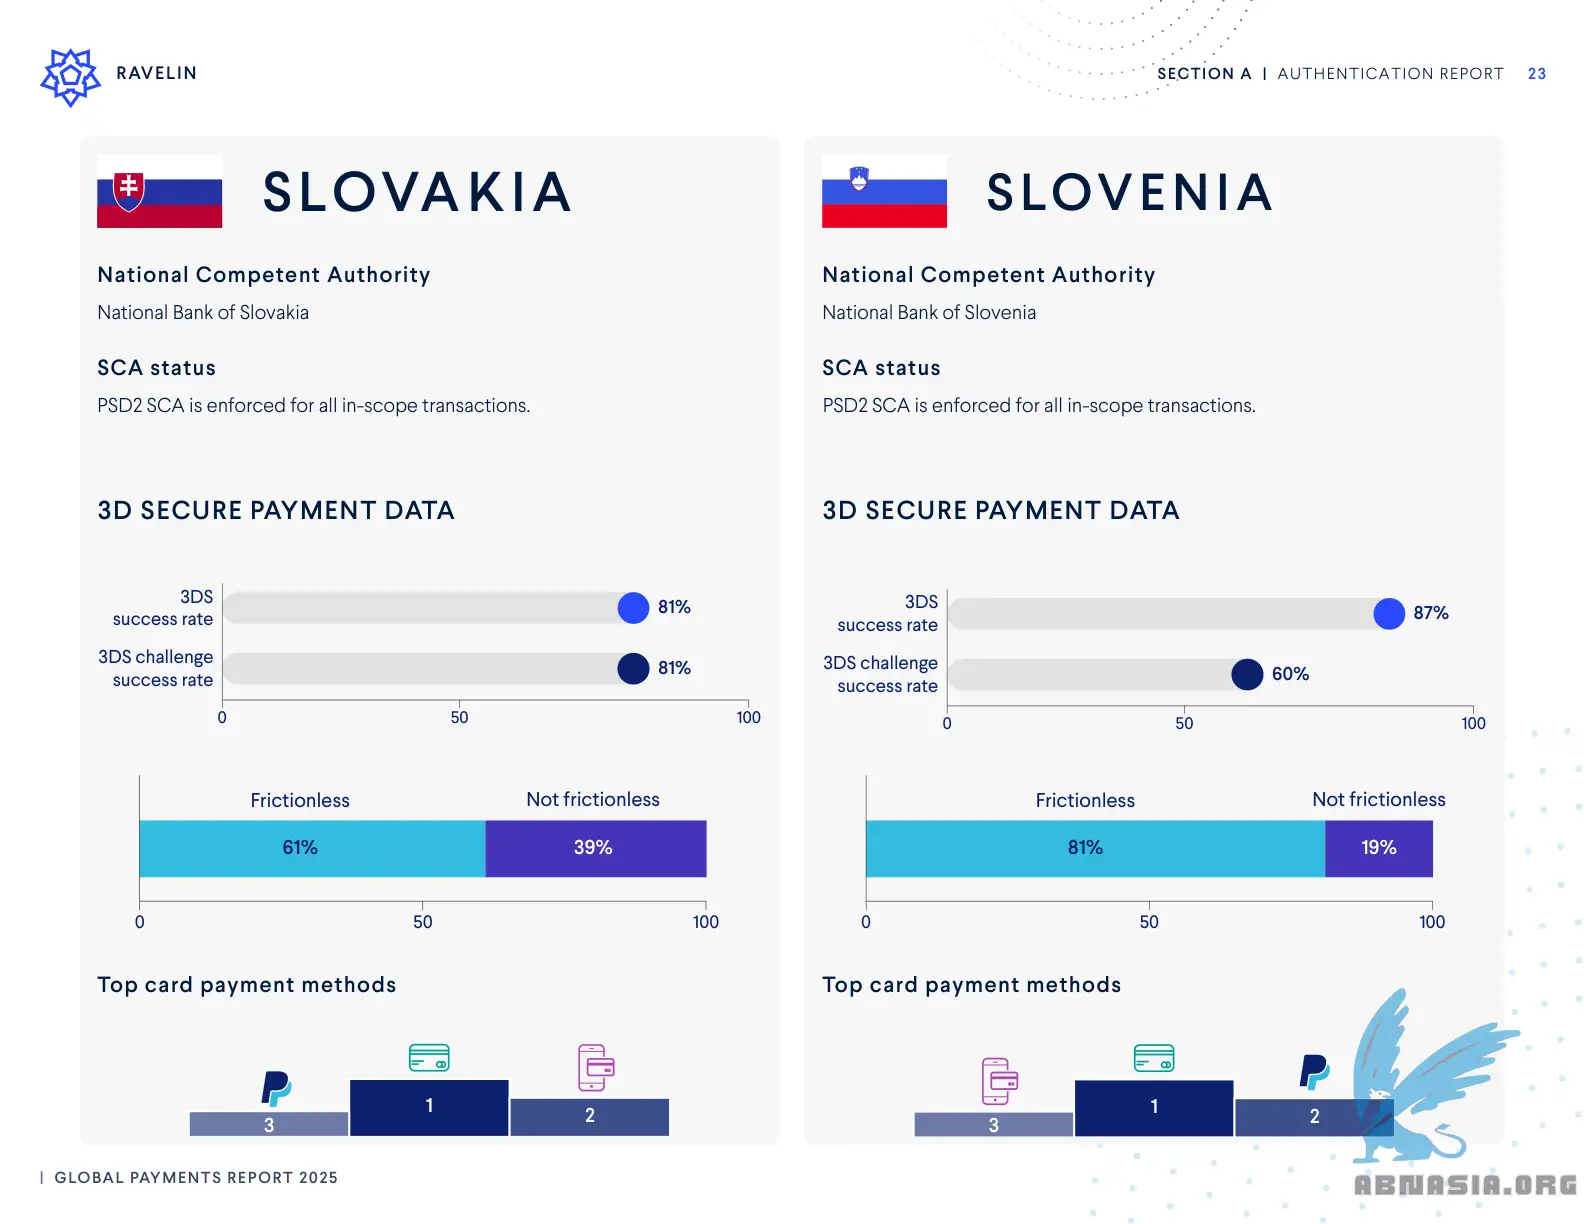 RAVELIN
SECTION A | AUTHENTICATION REPORT 23
SLOVAKIA
National Competent Authority
National Bank of Slovakia
SCA status
PSD2 SCA is enforced for all in-scope transactions.
3D SECURE PAYMENT DATA
3DS
success rate
81%
3DS challenge
success rate
81%
0 50 100
Frictionless Not frictionless
61% 39%
0 50 100
Top card payment methods
3 1 2
SLOVENIA
National Competent Authority
National Bank of Slovenia
SCA status
PSD2 SCA is enforced for all in-scope transactions.
3D SECURE PAYMENT DATA
3DS
success rate
87%
3DS challenge
success rate
60%
0 50 100
Frictionless Not frictionless
81% 19%
0 50 100
Top card payment methods
3 1 2
| GLOBAL PAYMENTS REPORT 2025
ABNASIA.ORG